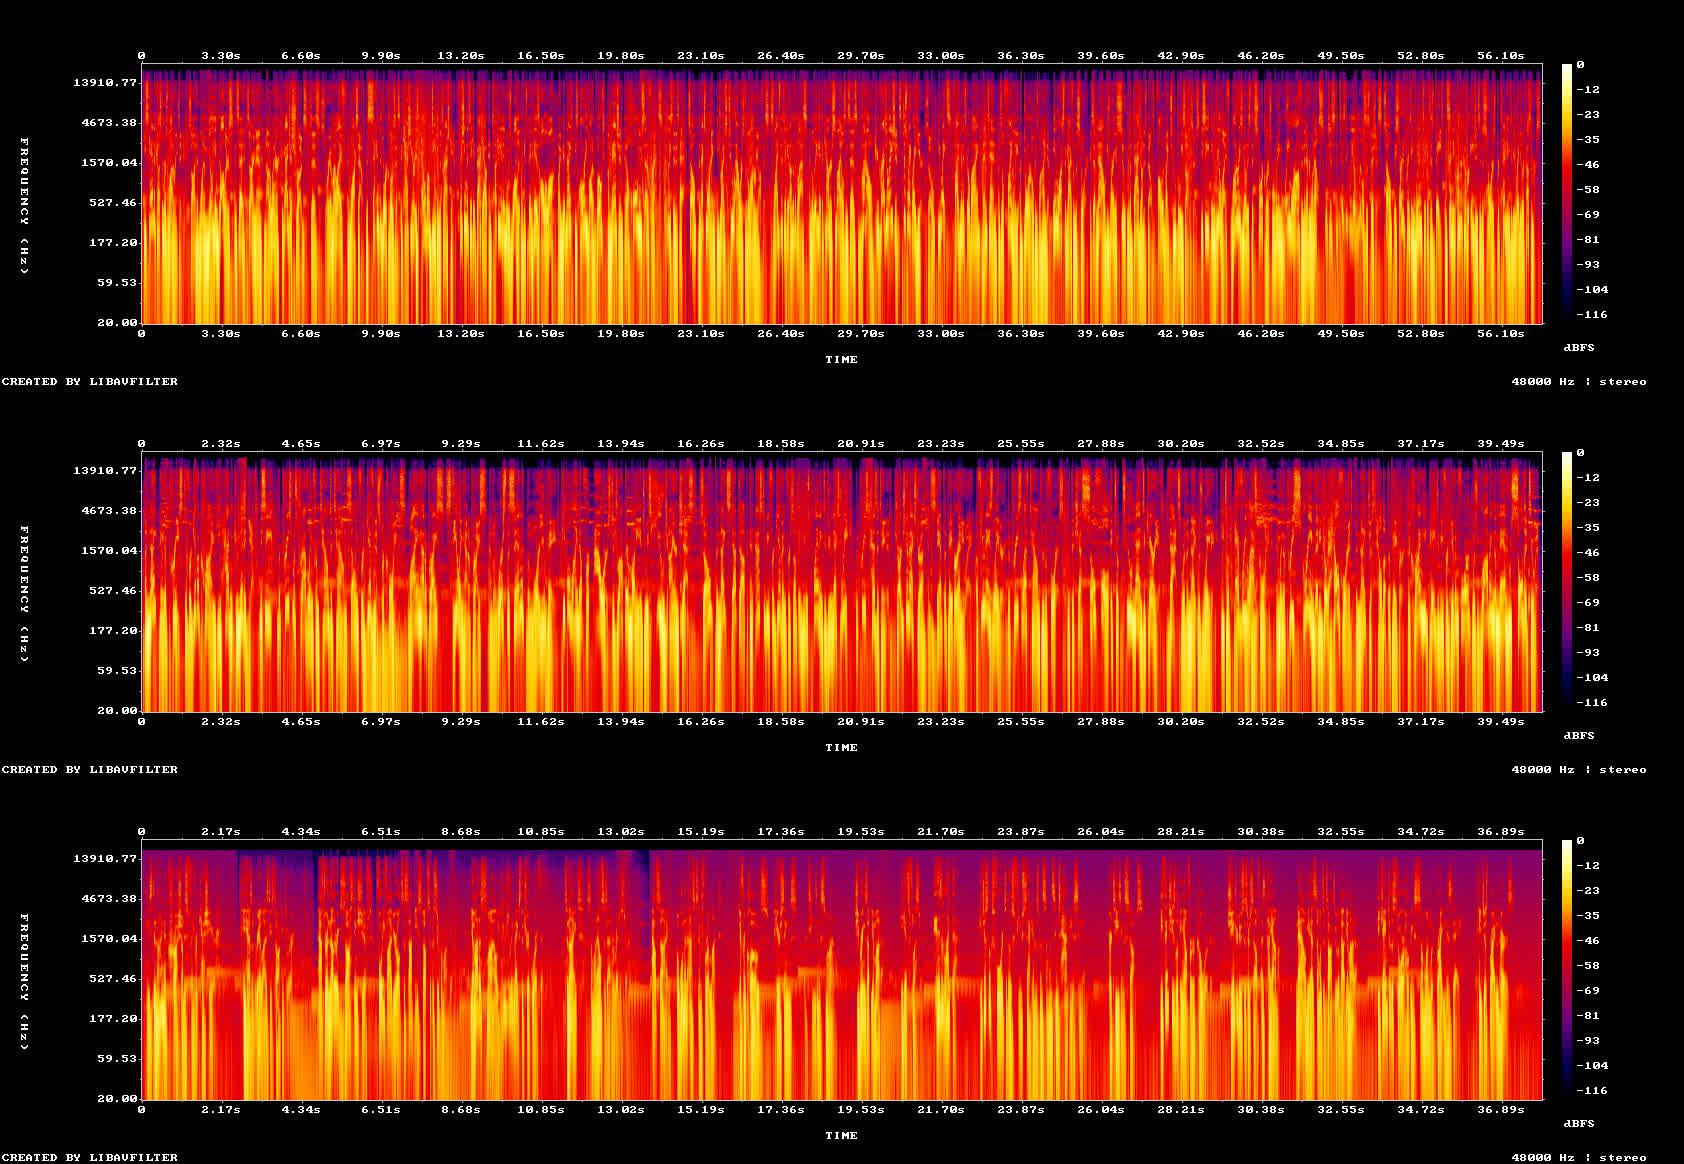 0 3.30s 6.60s 9.90s 13.20s 16.50s 19.80s 23.10s 26.40s 29.70s 33.00s 36.30s 39.60s 42.90s 46.20s 49.50s 52.80s 56.10s
0
13910.77
-12
-23
4673.38
-35
-46
1570.04
-58
527.46
-69
-81
177.20
-93
59.53
-104
-116
20.00
FREQUENCY (Hz)
0 3.30s 6.60s 9.90s 13.20s 16.50s 19.80s 23.10s 26.40s 29.70s 33.00s 36.30s 39.60s 42.90s 46.20s 49.50s 52.80s 56.10s
dBFS
TIME
CREATED BY LIBAVFILTER
48000 Hz | stereo
0 2.32s 4.65s 6.97s 9.29s 11.62s 13.94s 16.26s 18.58s 20.91s 23.23s 25.55s 27.88s 30.20s 32.52s 34.85s 37.17s 39.49s
0
13910.77
-12
-23
4673.38
-35
-46
1570.04
-58
527.46
-69
-81
177.20
-93
59.53
-104
-116
20.00
FREQUENCY (Hz)
0 2.32s 4.65s 6.97s 9.29s 11.62s 13.94s 16.26s 18.58s 20.91s 23.23s 25.55s 27.88s 30.20s 32.52s 34.85s 37.17s 39.49s
dBFS
TIME
CREATED BY LIBAVFILTER
48000 Hz | stereo
0 2.17s 4.34s 6.51s 8.68s 10.85s 13.02s 15.19s 17.36s 19.53s 21.70s 23.87s 26.04s 28.21s 30.38s 32.55s 34.72s 36.89s
0
13910.77
-12
-23
4673.38
-35
-46
1570.04
-58
527.46
-69
-81
177.20
-93
59.53
-104
-116
20.00
FREQUENCY (Hz)
0 2.17s 4.34s 6.51s 8.68s 10.85s 13.02s 15.19s 17.36s 19.53s 21.70s 23.87s 26.04s 28.21s 30.38s 32.55s 34.72s 36.89s
dBFS
TIME
CREATED BY LIBAVFILTER
48000 Hz | stereo